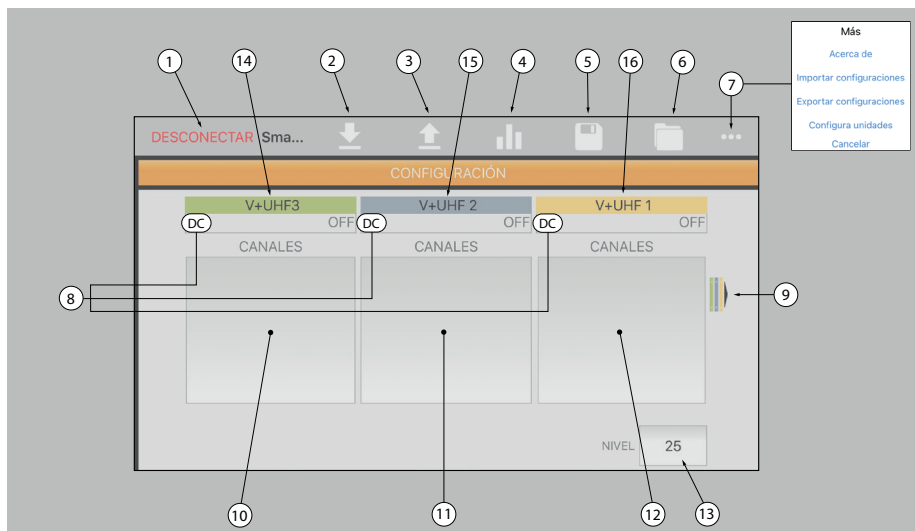 Más
Acerca de
Importar configuraciones
Exportar configuraciones
Configura unidades
Cancelar
1
14
2
3
4
15
5
16
6
7
DESCONECTAR Sma...
CONFIGURACIÓN
V+UHF3
V+UHF 2
V+UHF 1
DC OFF
DC OFF
DC OFF
CANALES
CANALES
CANALES
8
9
NIVEL 25
10
11
12
13